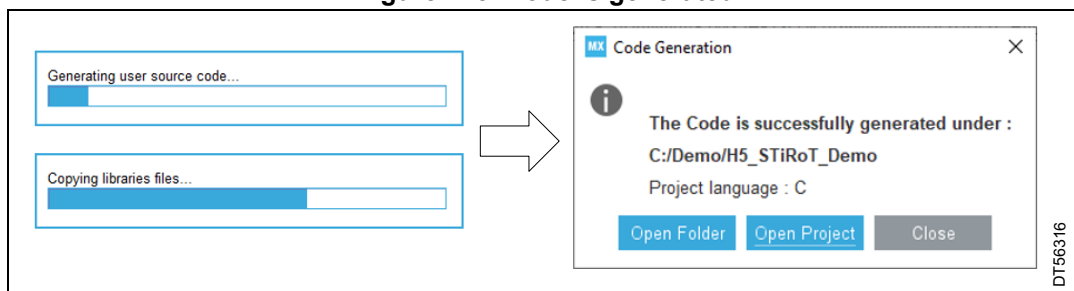 Generating user source code...
Copying libraries files...
MX Code Generation
The Code is successfully generated under :
C:/Demo/H5_STiRoT_Demo
Project language : C
Open Folder Open Project Close
DT56316